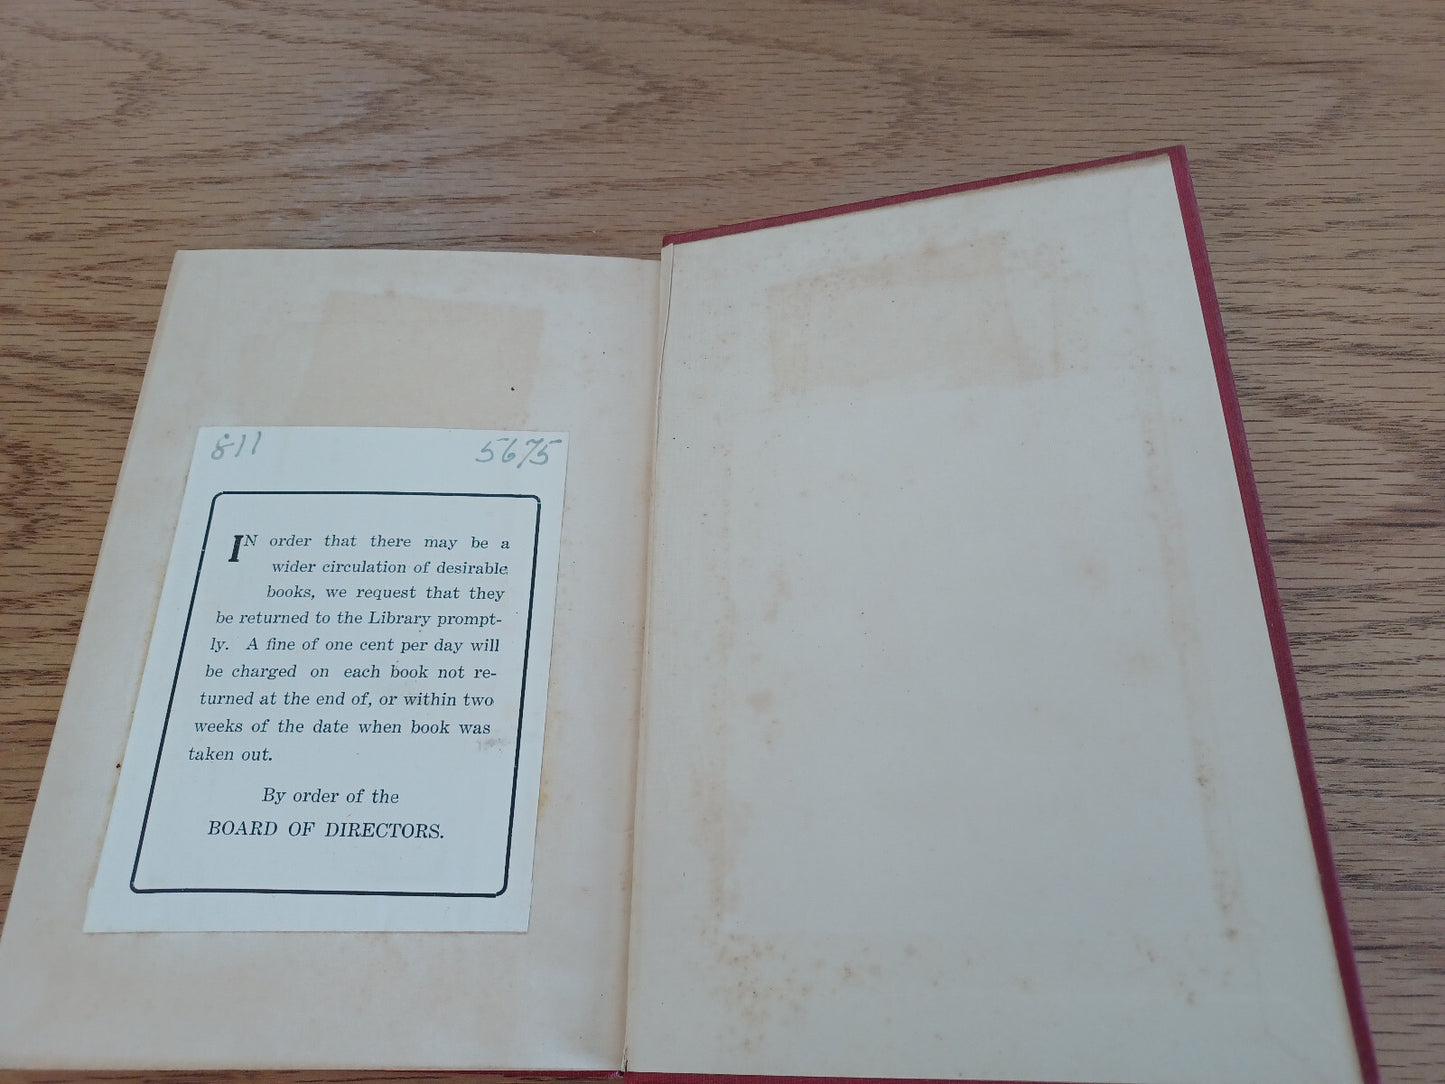 811 5675
IN order that there may be a
wider circulation of desirable
books, we request that they
be returned to the Library prompt-
ly. A fine of one cent per day will
be charged on each book not re-
turned at the end of, or within two
weeks of the date when book was
taken out.
By order of the
BOARD OF DIRECTORS.